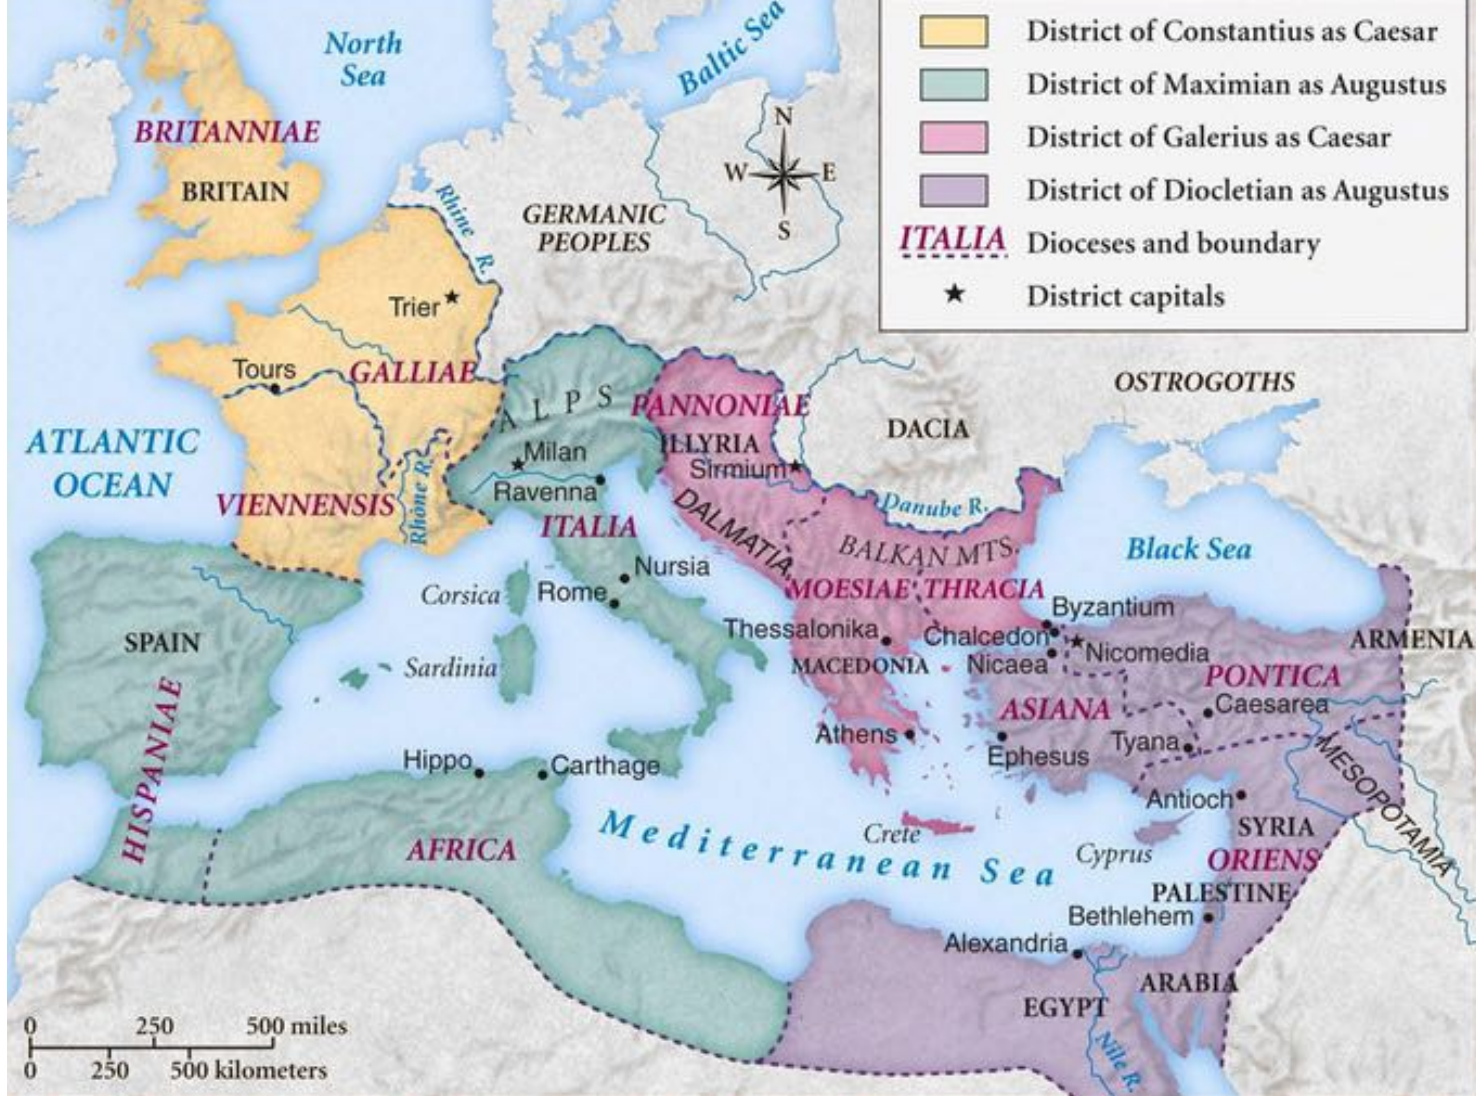 North
Sea
Baltic Sea
District of Constantius as Caesar
District of Maximian as Augustus
District of Galerius as Caesar
District of Diocletian as Augustus
ITALIA Dioceses and boundary
District capitals
BRITANNIAE
BRITAIN
N
W E
S
Rhine R.
GERMANIC
PEOPLES
Trier
Tours
GALLIAE
ALPS
PANNONIAE
ILLYRIA
Sirmium
DACIA
OSTROGOTHS
ATLANTIC
OCEAN
Milan
Ravenna
VIENNENSIS
Rhône R.
ITALIA
DALMATIA
Danube R.
BALKAN MTS.
Black Sea
Nursia
Corsica
Rome
MOESIAE
THRACIA
Byzantium
Thessalonika
Chalcedon
SPAIN
Sardinia
MACEDONIA
Nicaea
Nicomedia
ARMENIA
PONTICA
HISPANIAE
ASIANA
Caesarea
Athens
Ephesus
Tyana
MESOPOTAMIA
Hippo
Carthage
Antioch
AFRICA
Mediterranean Sea
Crete
Cyprus
SYRIA
ORIENS
PALESTINE
Bethlehem
Alexandria
ARABIA
EGYPT
Nile R.
0 250 500 miles
0 250 500 kilometers